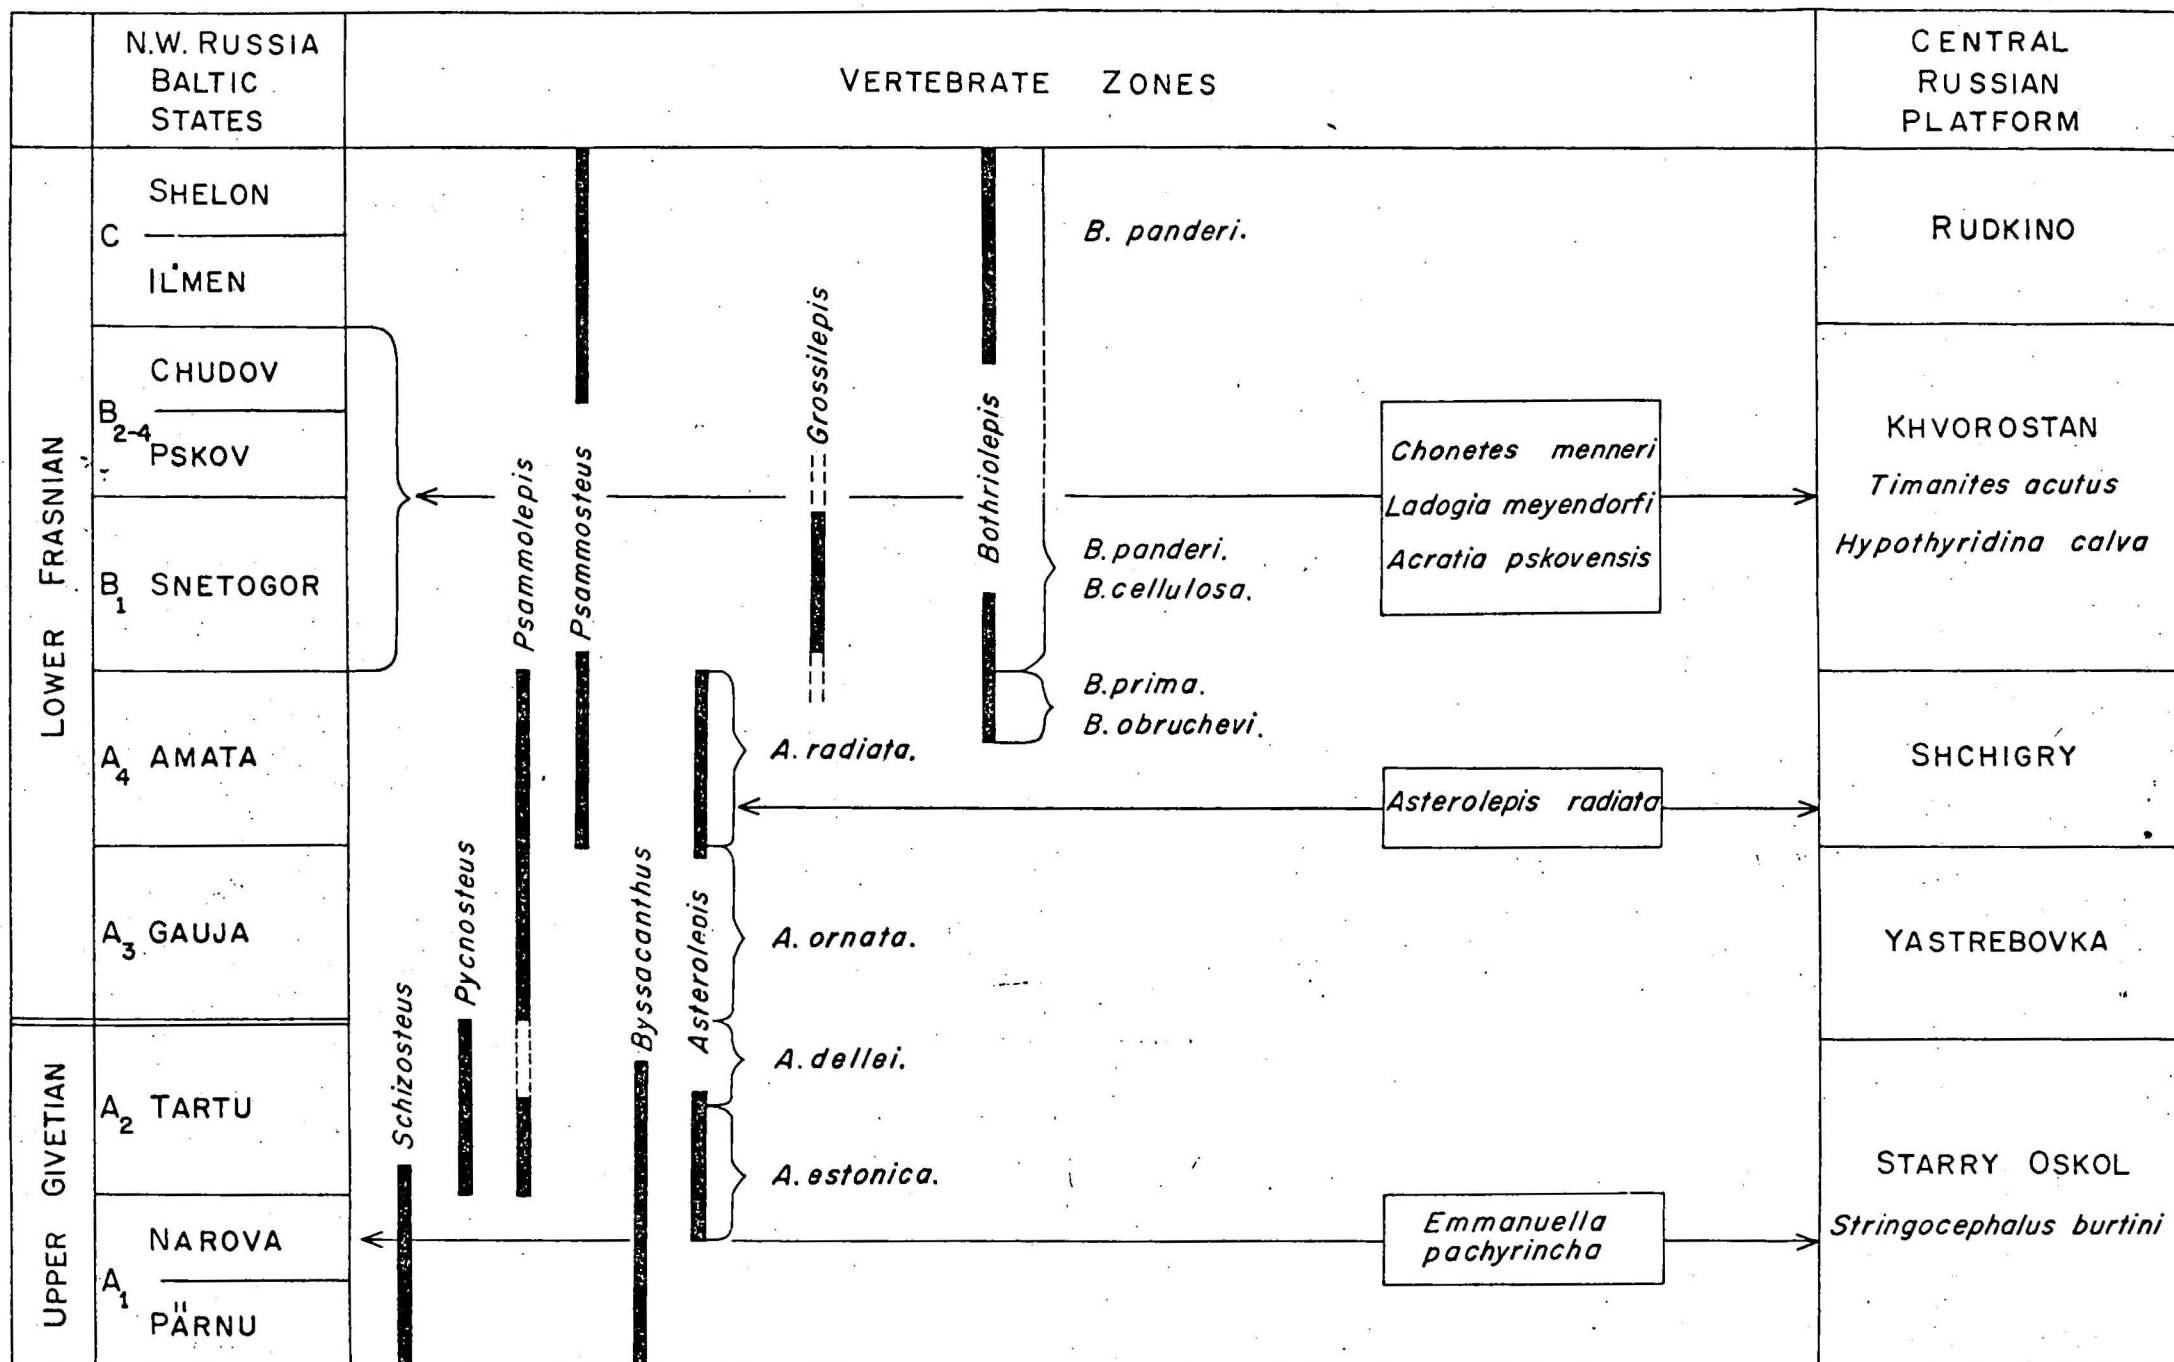 N.W. RUSSIA
BALTIC
STATES
VERTEBRATE ZONES
CENTRAL
RUSSIAN
PLATFORM
LOWER FRASNIAN
UPPER GIVETIAN
C
SHELON
IL'MEN
B2-4
CHUDOV
PSKOV
B1 SNETOGOR
A4 AMATA
A3 GAUJA
A2 TARTU
A1
NAROVA
PÄRNU
Schizosteus
Pycnosteus
Psammolepis
Psammosteus
Byssacanthus
Asterolepis
Grossilepis
Bothriolepis
A. radiata.
A. ornata.
A. dellei.
A. estonica.
B. panderi.
B. panderi.
B. cellulosa.
B. prima.
B. obruchevi.
Chonetes menneri
Ladogia meyendorfi
Acratia pskovensis
Asterolepis radiata
Emmanuella
pachyrincha
RUDKINO
KHVOROSTAN
Timanites acutus
Hypothyridina calva
SHCHIGRY
YASTREBOVKA
STARRY OSKOL
Stringocephalus burtini